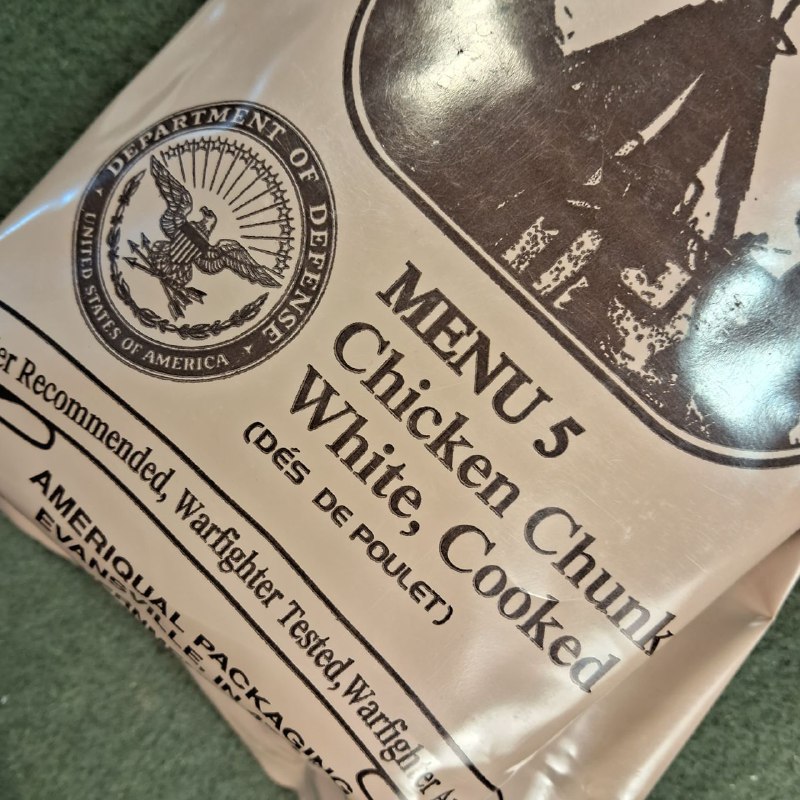 DEPARTMENT OF DEFENSE
UNITED STATES OF AMERICA
MENU 5
Chicken Chunk
White, Cooked
(DÉS DE POULET)
Recommended, Warfighter Tested, Warfighter
AMERIQUAL PACKAGING